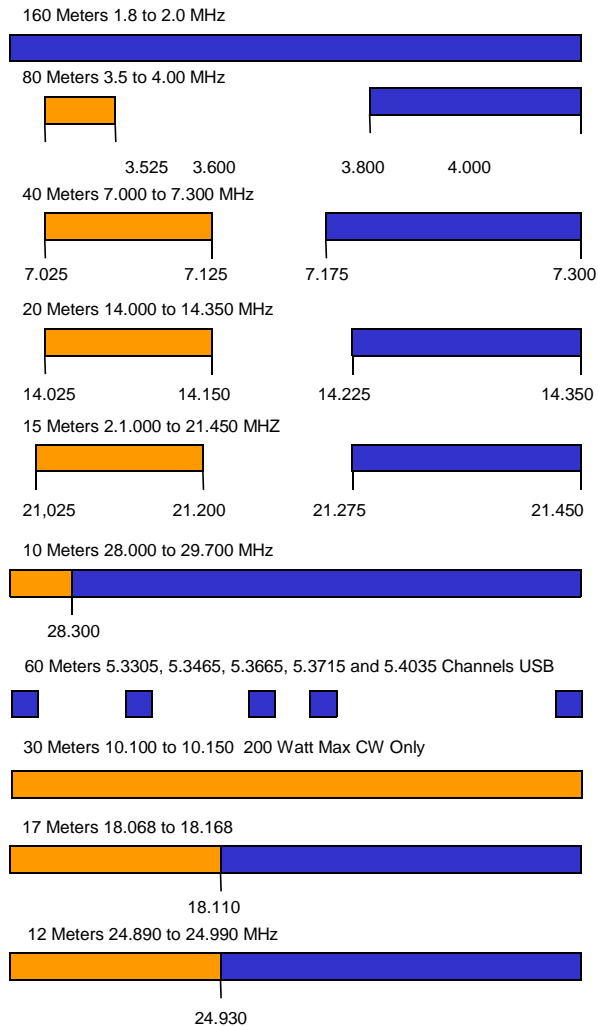 160 Meters 1.8 to 2.0 MHz
80 Meters 3.5 to 4.00 MHz
3.525 3.600 3.800 4.000
40 Meters 7.000 to 7.300 MHz
7.025 7.125 7.175 7.300
20 Meters 14.000 to 14.350 MHz
14.025 14.150 14.225 14.350
15 Meters 2.1.000 to 21.450 MHZ
21,025 21.200 21.275 21.450
10 Meters 28.000 to 29.700 MHz
28.300
60 Meters 5.3305, 5.3465, 5.3665, 5.3715 and 5.4035 Channels USB
30 Meters 10.100 to 10.150 200 Watt Max CW Only
17 Meters 18.068 to 18.168
18.110
12 Meters 24.890 to 24.990 MHz
24.930